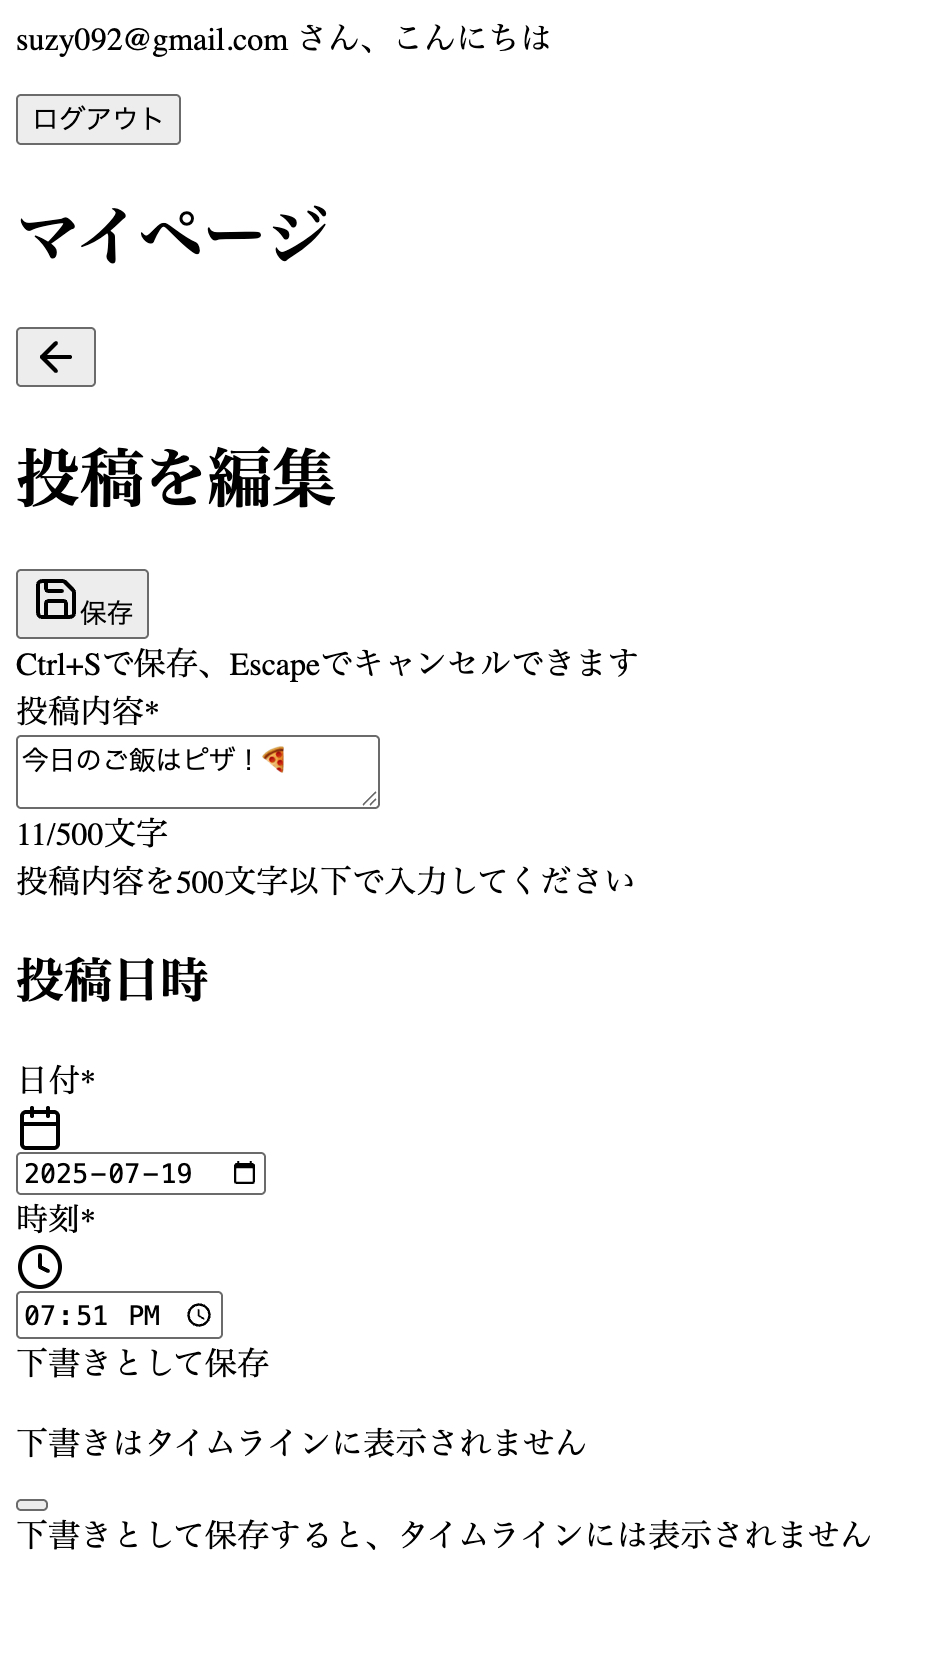 suzy092@gmail.com さん、こんにちは
ログアウト
マイページ
投稿を編集
保存
Ctrl+Sで保存、Escapeでキャンセルできます
投稿内容*
今日のご飯はピザ！🍕
11/500文字
投稿内容を500文字以下で入力してください
投稿日時
日付*
2025-07-19
時刻*
07:51 PM
下書きとして保存
下書きはタイムラインに表示されません
下書きとして保存すると、タイムラインには表示されません